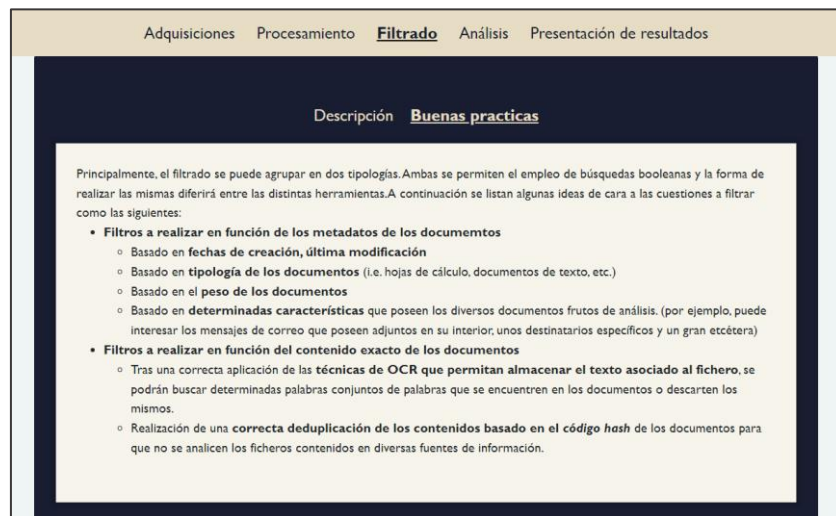 Adquisiciones Procesamiento Filtrado Análisis Presentación de resultados
Descripción Buenas practicas
Principalmente, el filtrado se puede agrupar en dos tipologías. Ambas se permiten el empleo de búsquedas booleanas y la forma de
realizar las mismas diferirá entre las distintas herramientas. A continuación se listan algunas ideas de cara a las cuestiones a filtrar
como las siguientes:
• Filtros a realizar en función de los metadatos de los documemtos
◦ Basado en fechas de creación, última modificación
◦ Basado en tipología de los documentos (i.e. hojas de cálculo, documentos de texto, etc.)
◦ Basado en el peso de los documentos
◦ Basado en determinadas características que poseen los diversos documentos frutos de análisis. (por ejemplo, puede
interesar los mensajes de correo que poseen adjuntos en su interior, unos destinatarios específicos y un gran etcétera)
• Filtros a realizar en función del contenido exacto de los documentos
◦ Tras una correcta aplicación de las técnicas de OCR que permitan almacenar el texto asociado al fichero, se
podrán buscar determinadas palabras conjuntos de palabras que se encuentren en los documentos o descarten los
mismos.
◦ Realización de una correcta deduplicación de los contenidos basado en el código hash de los documentos para
que no se analicen los ficheros contenidos en diversas fuentes de información.